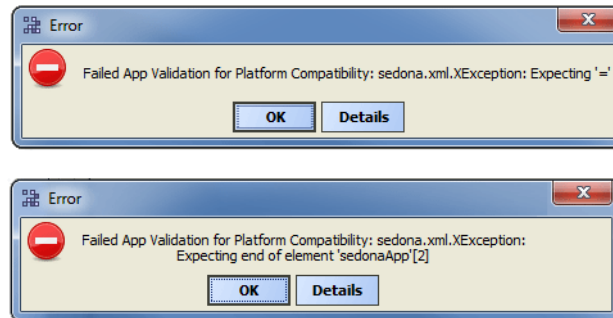 Error
Failed App Validation for Platform Compatibility: sedona.xml.XException: Expecting '='
OK Details
Error
Failed App Validation for Platform Compatibility: sedona.xml.XException:
Expecting end of element 'sedonaApp'[2]
OK Details